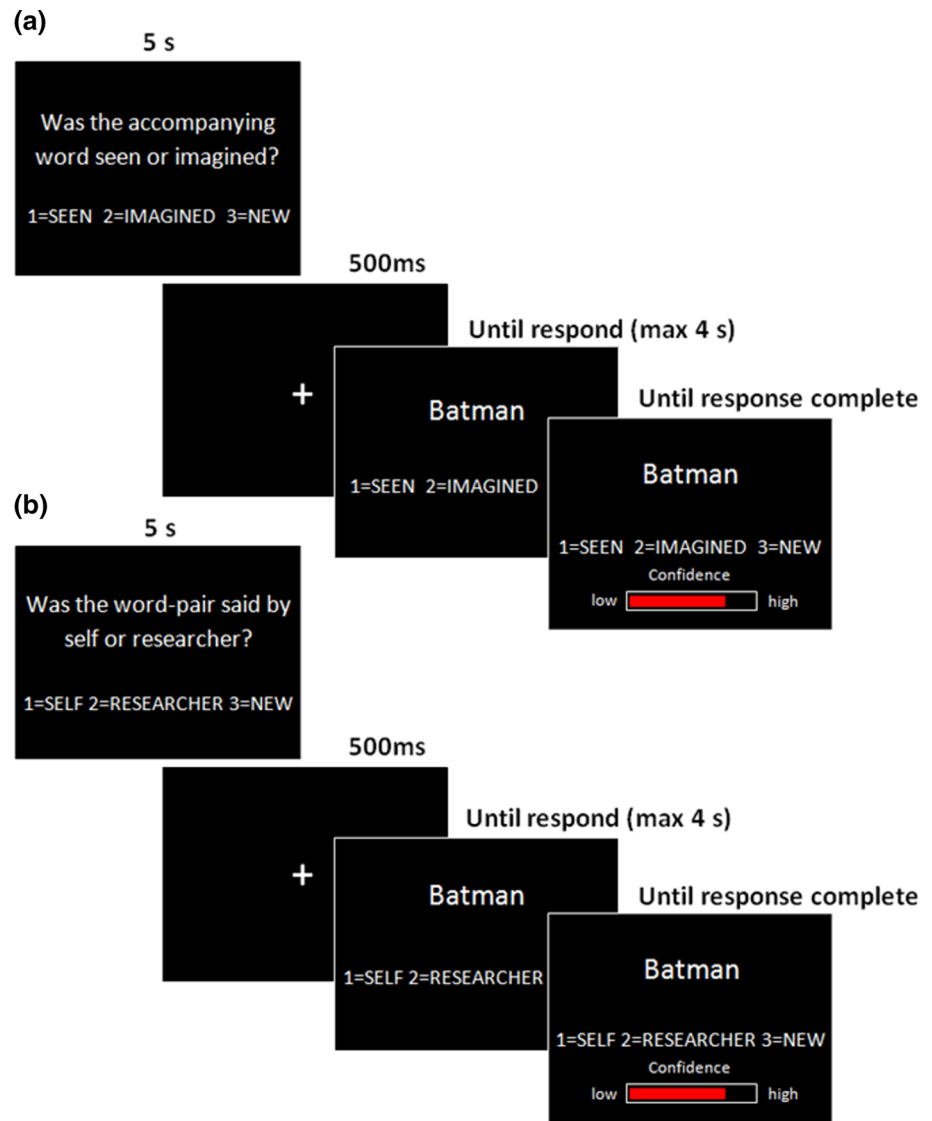 (a)
5 s
Was the accompanying
word seen or imagined?
1=SEEN 2=IMAGINED 3=NEW
500ms
+
Until respond (max 4 s)
Batman
1=SEEN 2=IMAGINED
Until response complete
Batman
1=SEEN 2=IMAGINED 3=NEW
Confidence
low high
(b)
5 s
Was the word-pair said by
self or researcher?
1=SELF 2=RESEARCHER 3=NEW
500ms
+
Until respond (max 4 s)
Batman
1=SELF 2=RESEARCHER
Until response complete
Batman
1=SELF 2=RESEARCHER 3=NEW
Confidence
low high